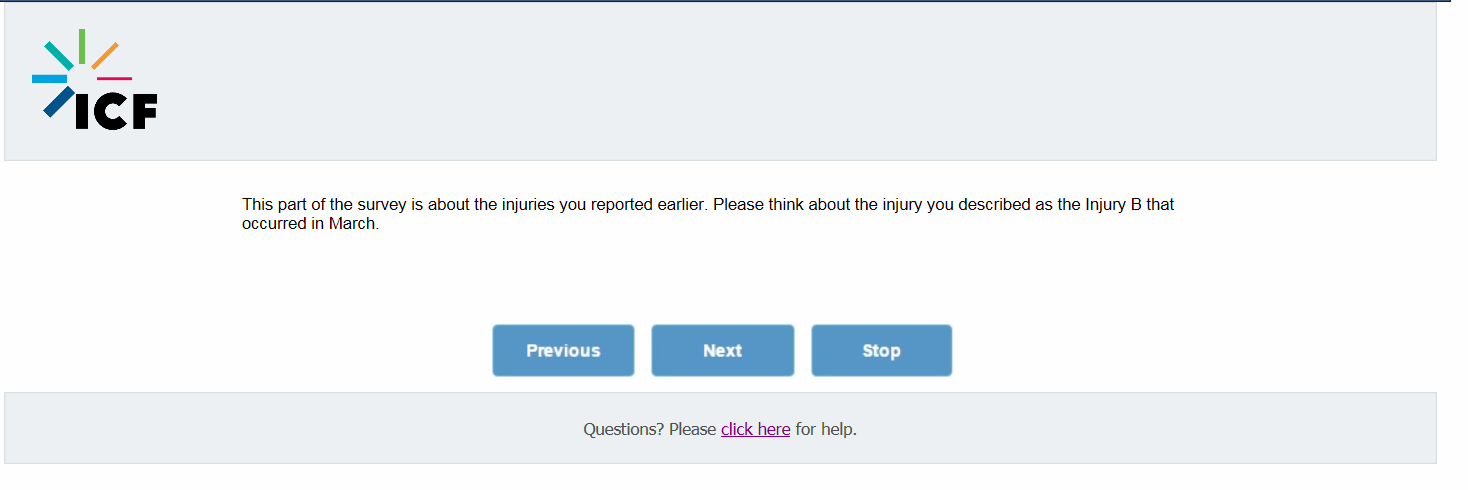 ICF
This part of the survey is about the injuries you reported earlier. Please think about the injury you described as the Injury B that
occurred in March.
Previous Next Stop
Questions? Please click here for help.